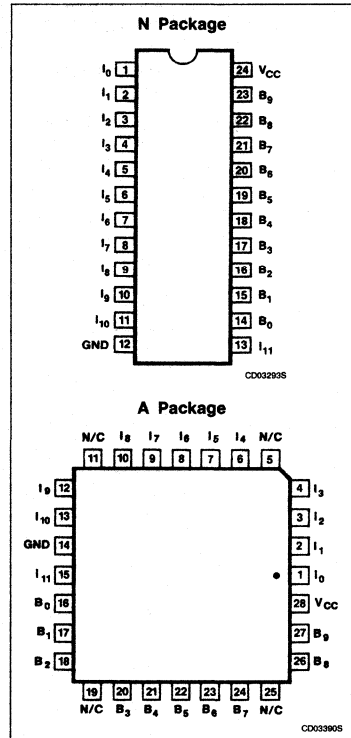 N Package
I0 1 24 VCC
I1 2 23 B9
I2 3 22 B8
I3 4 21 B7
I4 5 20 B6
I5 6 19 B5
I6 7 18 B4
I7 8 17 B3
I8 9 16 B2
I9 10 15 B1
I10 11 14 B0
GND 12 13 I11
CD03293S
A Package
N/C I8 I7 I6 I5 I4 N/C
11 10 9 8 7 6 5
I9 12 4 I3
I10 13 3 I2
GND 14 2 I1
I11 15 1 I0
B0 16 28 VCC
B1 17 27 B9
B2 18 26 B8
19 20 21 22 23 24 25
N/C B3 B4 B5 B6 B7 N/C
CD03390S